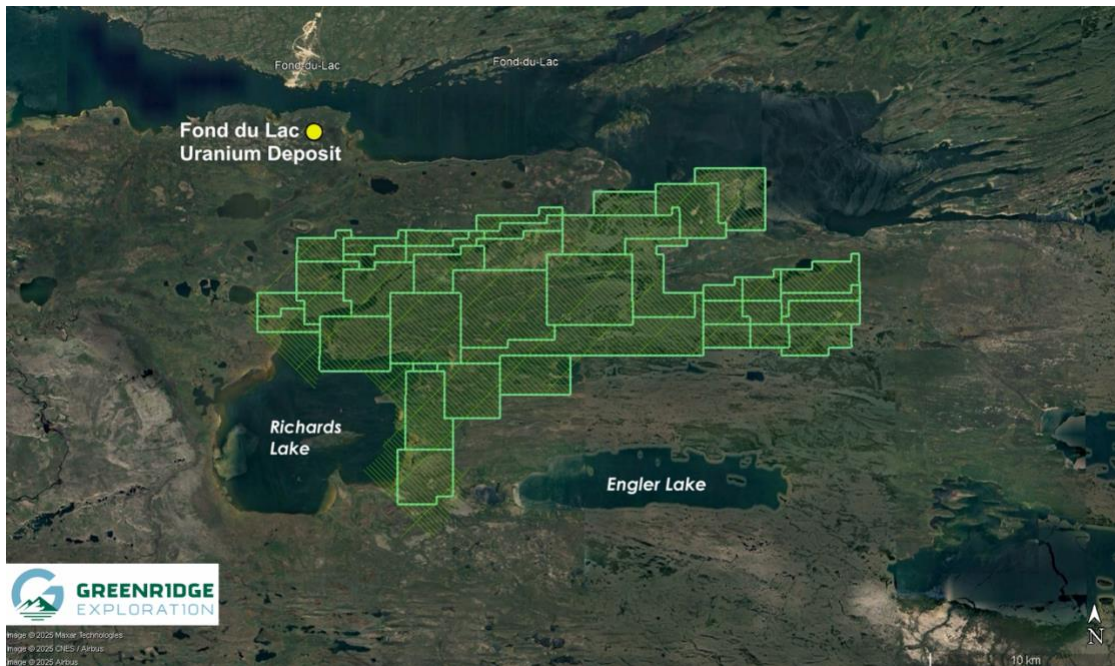 Fond-du-Lac
Fond-du-Lac
Fond du Lac
Uranium Deposit
Richards
Lake
Engler Lake
GREENRIDGE
EXPLORATION
Image © 2025 Maxar Technologies
Image © 2025 CNES / Airbus
Image © 2025 Airbus
N
10 km